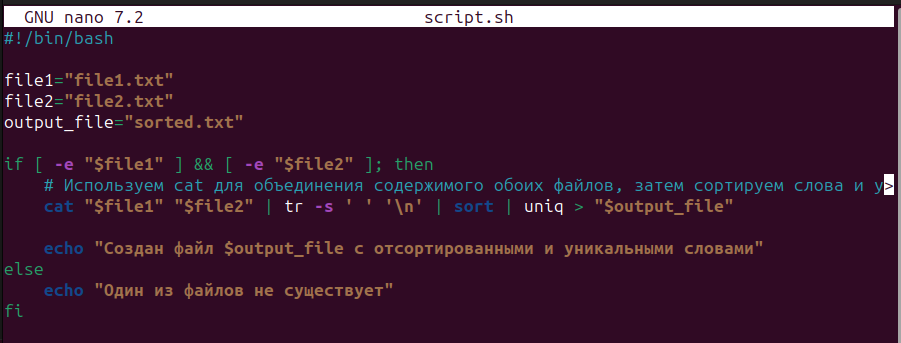 GNU nano 7.2 script.sh
#!/bin/bash
file1="file1.txt"
file2="file2.txt"
output_file="sorted.txt"
if [ -e "$file1" ] && [ -e "$file2" ]; then
# Используем cat для объединения содержимого обоих файлов, затем сортируем слова и у>
cat "$file1" "$file2" | tr -s ' ' '\n' | sort | uniq > "$output_file"
echo "Создан файл $output_file с отсортированными и уникальными словами"
else
echo "Один из файлов не существует"
fi